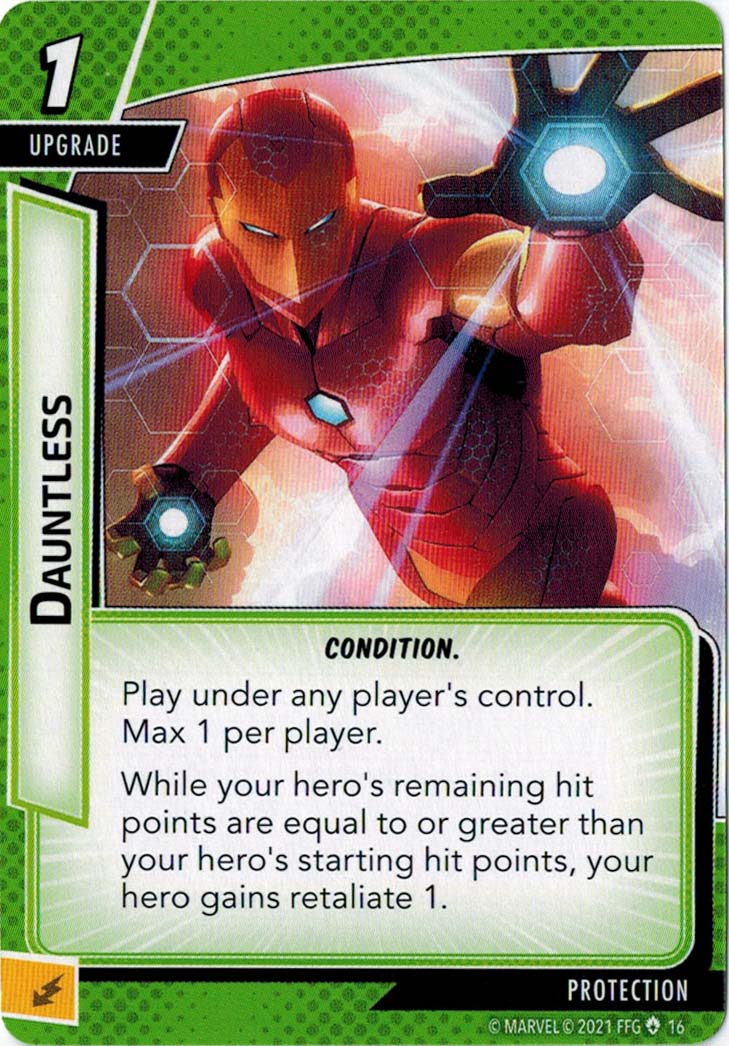 1
UPGRADE
DAUNTLESS
CONDITION.
Play under any player's control.
Max 1 per player.
While your hero's remaining hit
points are equal to or greater than
your hero's starting hit points, your
hero gains retaliate 1.
PROTECTION
© MARVEL © 2021 FFG 16